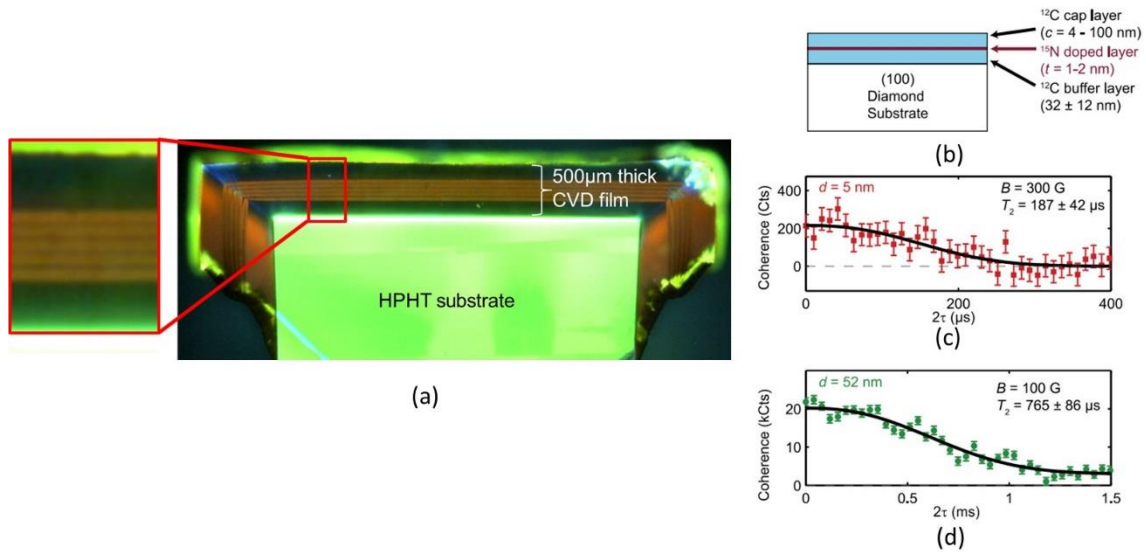 500μm thick
CVD film
HPHT substrate
(a)
¹²C cap layer
(c = 4 - 100 nm)
¹⁵N doped layer
(t = 1-2 nm)
¹²C buffer layer
(32 ± 12 nm)
(100)
Diamond
Substrate
(b)
Coherence (Cts)
400
200
0
d = 5 nm
B = 300 G
T₂ = 187 ± 42 μs
0
200
400
2τ (μs)
(c)
Coherence (kCts)
20
10
0
d = 52 nm
B = 100 G
T₂ = 765 ± 86 μs
0
0.5
1
1.5
2τ (ms)
(d)